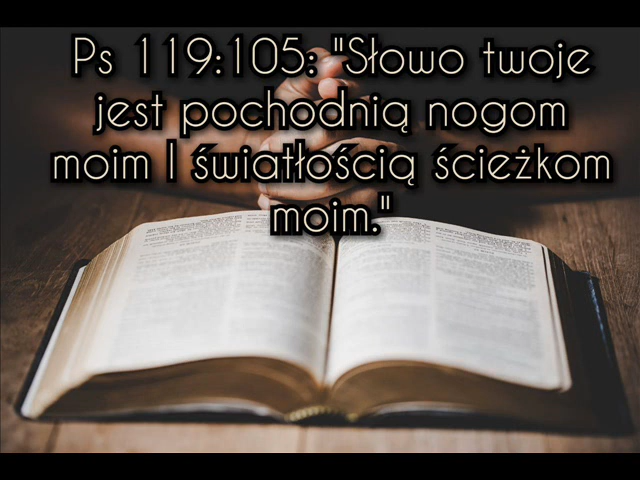 Ps 119:105: "Słowo twoje
jest pochodnią nogom
moim I światłością ścieżkom
moim."